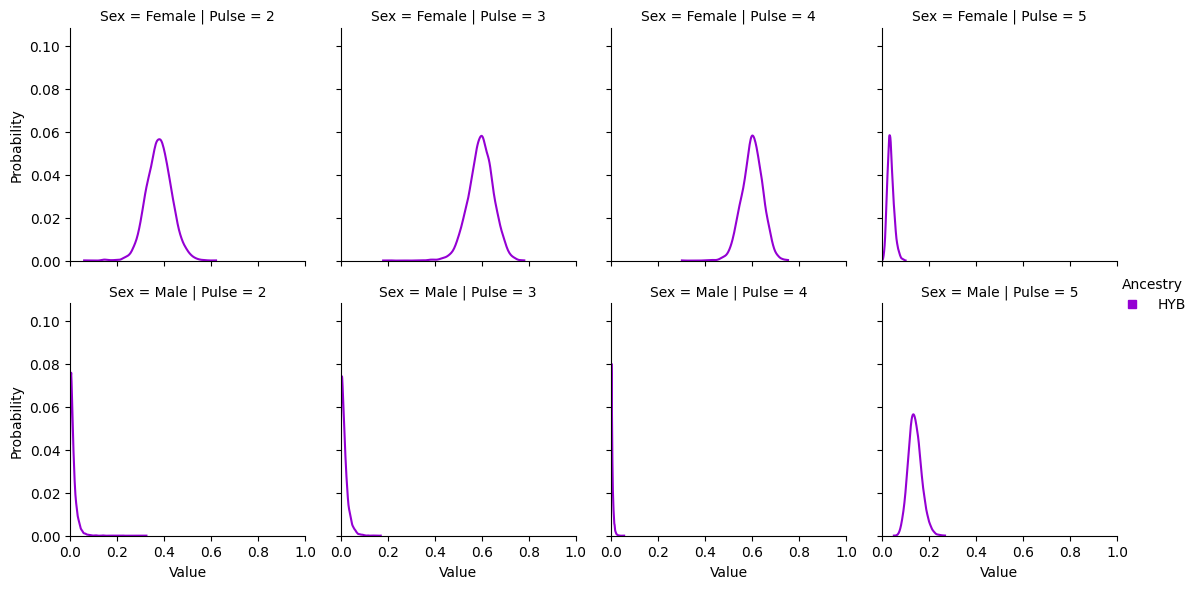 Sex = Female | Pulse = 2
Sex = Female | Pulse = 3
Sex = Female | Pulse = 4
Sex = Female | Pulse = 5
0.10
0.08
0.06
0.04
0.02
0.00
Probability
Sex = Male | Pulse = 2
Sex = Male | Pulse = 3
Sex = Male | Pulse = 4
Sex = Male | Pulse = 5
Ancestry
HYB
0.10
0.08
0.06
0.04
0.02
0.00
Probability
0.0 0.2 0.4 0.6 0.8 1.0
0.0 0.2 0.4 0.6 0.8 1.0
0.0 0.2 0.4 0.6 0.8 1.0
0.0 0.2 0.4 0.6 0.8 1.0
Value
Value
Value
Value